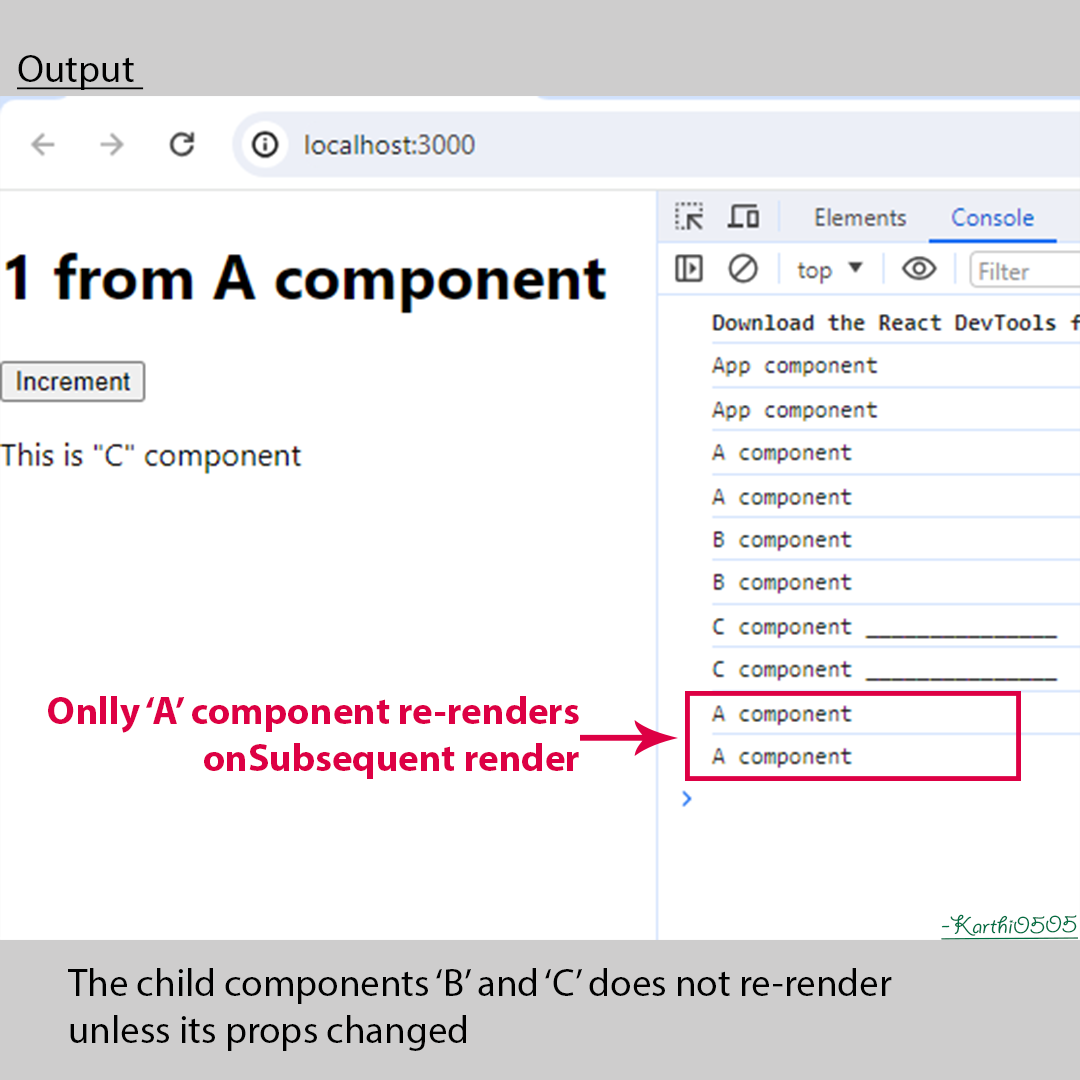 Output
localhost:3000
1 from A component
Increment
This is "C" component
Elements
Console
top
Filter
Download the React DevTools f
App component
App component
A component
A component
B component
B component
C component _______________
C component _______________
A component
A component
Onlly ‘A’ component re-renders
onSubsequent render
-Karthi0505
The child components ‘B’ and ‘C’ does not re-render
unless its props changed